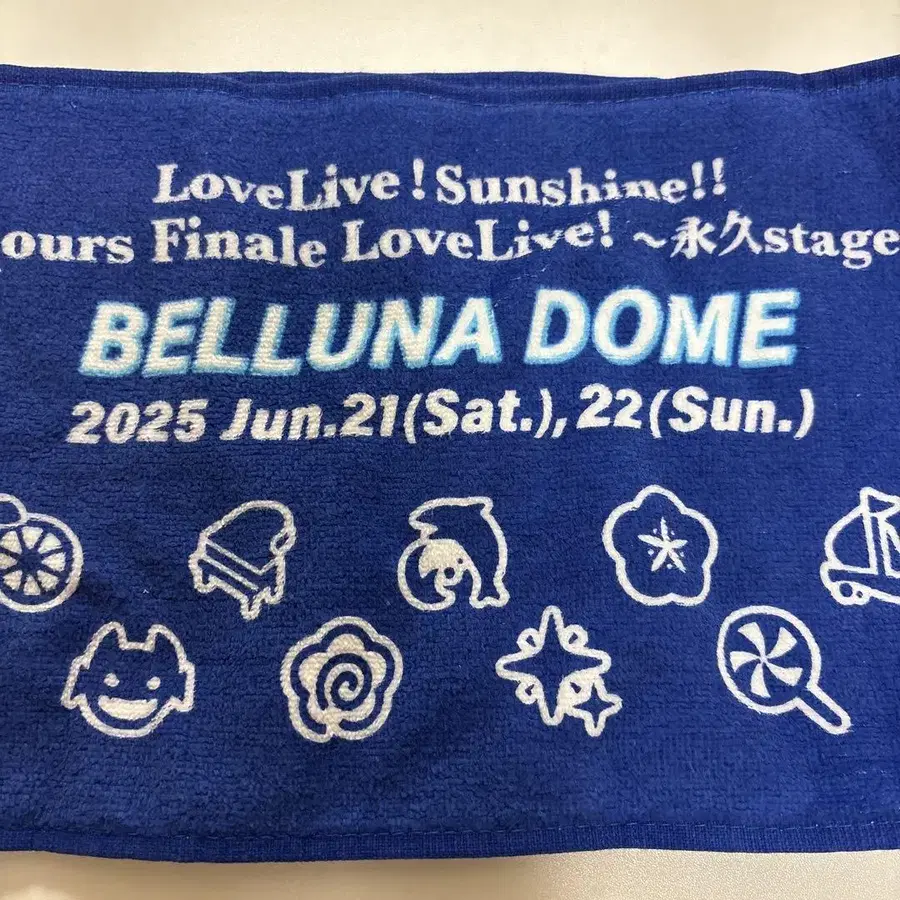 LoveLive!Sunshine!!
qours Finale LoveLive! ～永久stage
BELLUNA DOME
2025 Jun.21(Sat.), 22(Sun.)